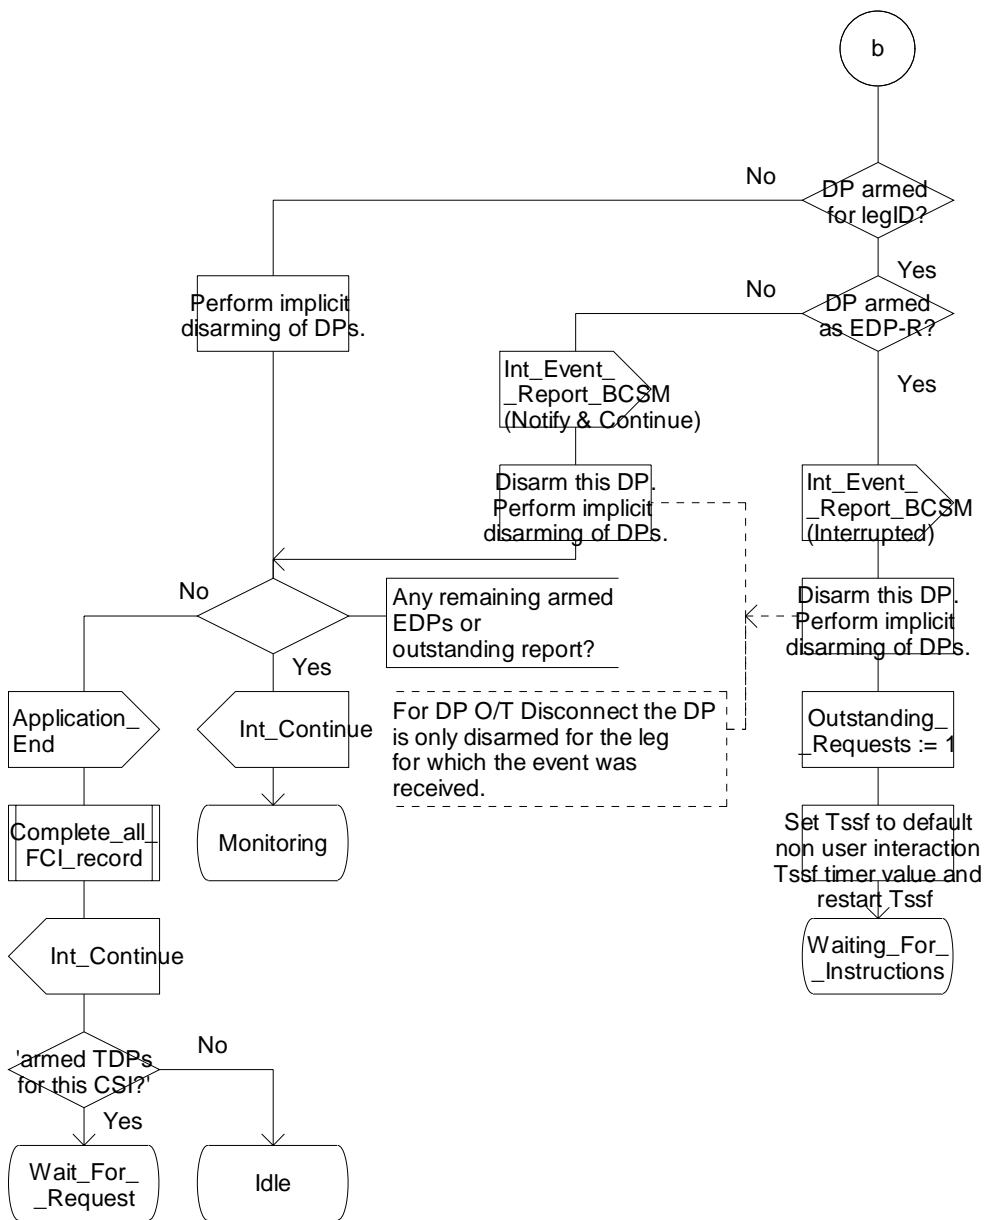 b
No
DP armed
for legID?
Yes
Perform implicit
disarming of DPs.
No
DP armed
as EDP-R?
Yes
Int_Event_
_Report_BCSM
(Notify & Continue)
Disarm this DP.
Perform implicit
disarming of DPs.
Int_Event_
_Report_BCSM
(Interrupted)
No
Any remaining armed
EDPs or
outstanding report?
Yes
Disarm this DP.
Perform implicit
disarming of DPs.
Application_
End
Int_Continue
For DP O/T Disconnect the DP
is only disarmed for the leg
for which the event was
received.
Outstanding_
_Requests := 1
Complete_all_
FCI_record
Monitoring
Set Tssf to default
non user interaction
Tssf timer value and
restart Tssf
Int_Continue
Waiting_For_
_Instructions
'armed TDPs
for this CSI?'
No
Yes
Wait_For_
_Request
Idle